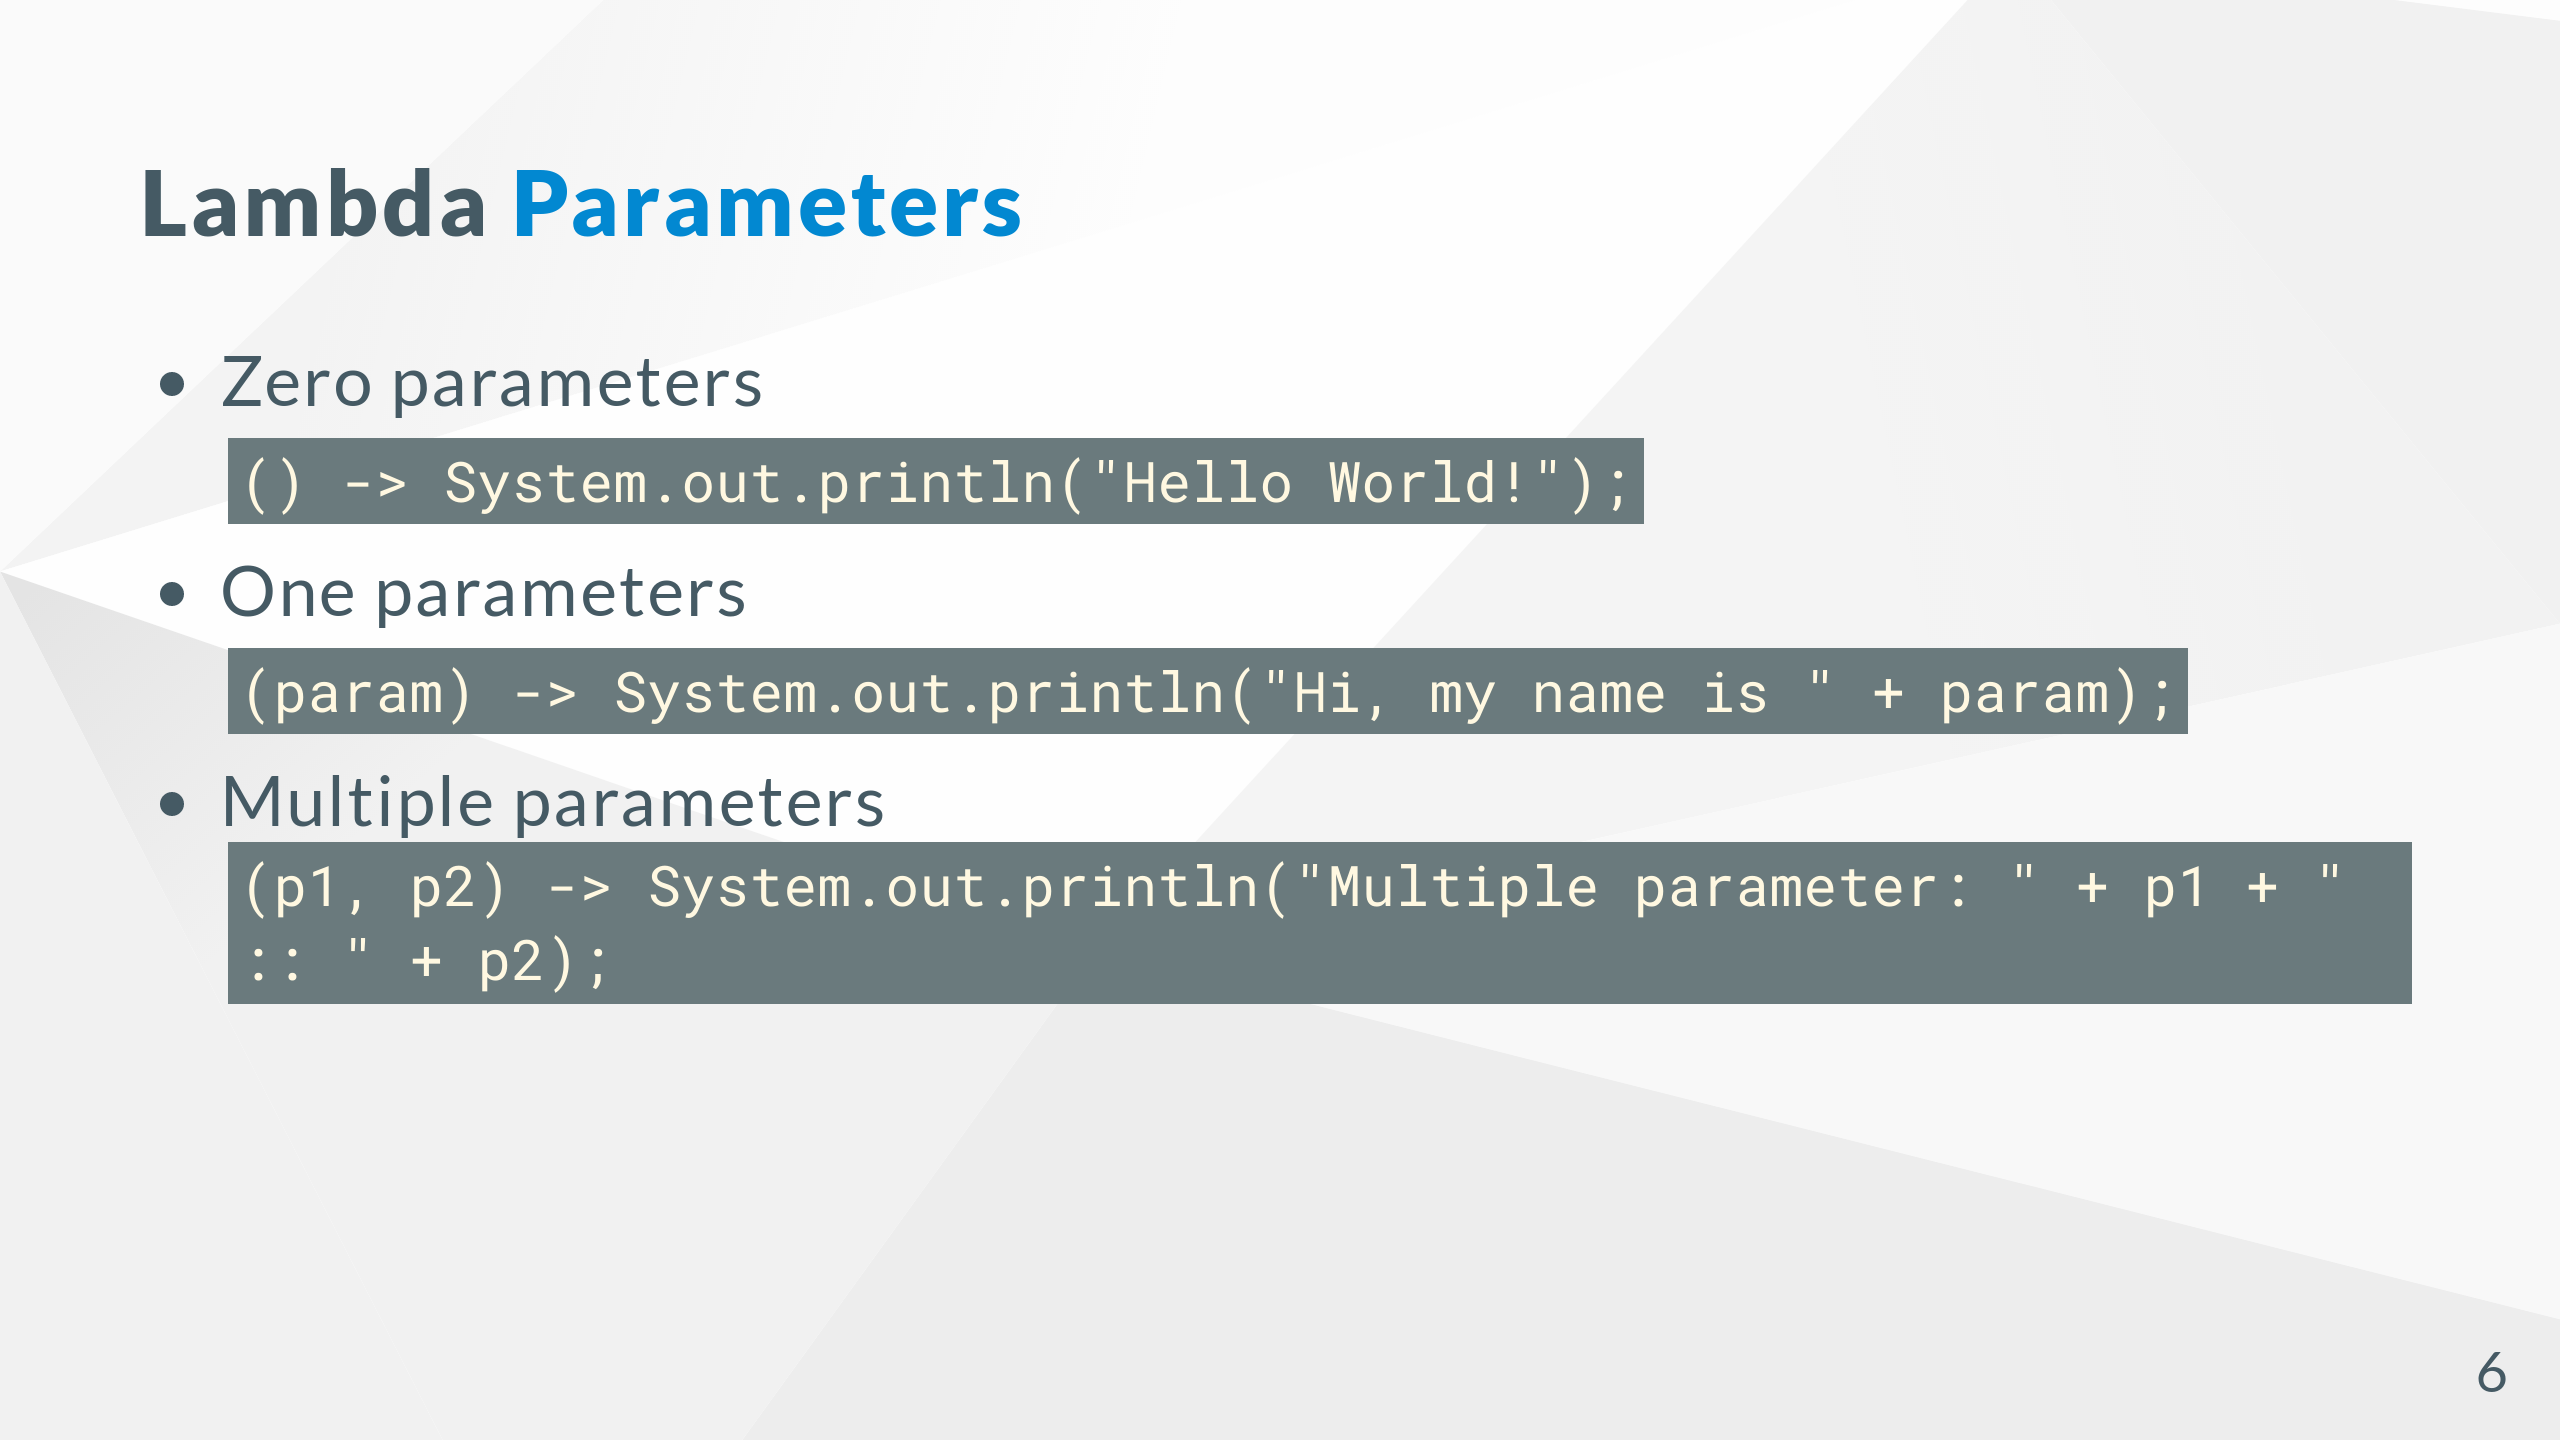 Lambda Parameters
• Zero parameters
() -> System.out.println("Hello World!");
• One parameters
(param) -> System.out.println("Hi, my name is " + param);
• Multiple parameters
(p1, p2) -> System.out.println("Multiple parameter: " + p1 + "
:: " + p2);
6